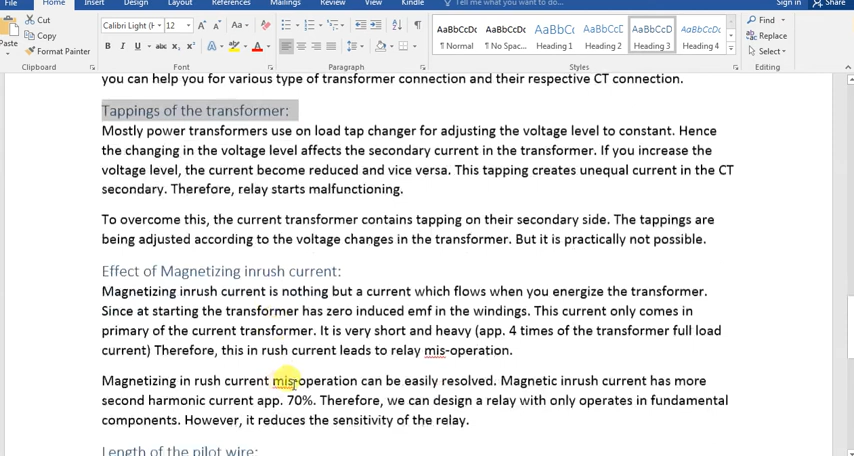 File Home Insert Design Layout References Mailings Review View Kindle Tell me what you want to do... Sign in Share
Cut
Copy
Paste Format Painter
Clipboard
Calibri Light (H 12 A A Aa
B I U abc X₂ X² A ab A
Font
Paragraph
AaBbCcDc AaBbCcDc AaBbC AaBbCc AaBbCcD AaBbCcD
¶ Normal ¶ No Spac... Heading 1 Heading 2 Heading 3 Heading 4
Styles
Find
Replace
Select
Editing
you can help you for various type of transformer connection and their respective CT connection.
Tappings of the transformer:
Mostly power transformers use on load tap changer for adjusting the voltage level to constant. Hence
the changing in the voltage level affects the secondary current in the transformer. If you increase the
voltage level, the current become reduced and vice versa. This tapping creates unequal current in the CT
secondary. Therefore, relay starts malfunctioning.
To overcome this, the current transformer contains tapping on their secondary side. The tappings are
being adjusted according to the voltage changes in the transformer. But it is practically not possible.
Effect of Magnetizing inrush current:
Magnetizing inrush current is nothing but a current which flows when you energize the transformer.
Since at starting the transformer has zero induced emf in the windings. This current only comes in
primary of the current transformer. It is very short and heavy (app. 4 times of the transformer full load
current) Therefore, this in rush current leads to relay mis-operation.
Magnetizing in rush current mis-operation can be easily resolved. Magnetic inrush current has more
second harmonic current app. 70%. Therefore, we can design a relay with only operates in fundamental
components. However, it reduces the sensitivity of the relay.
Length of the pilot wire: